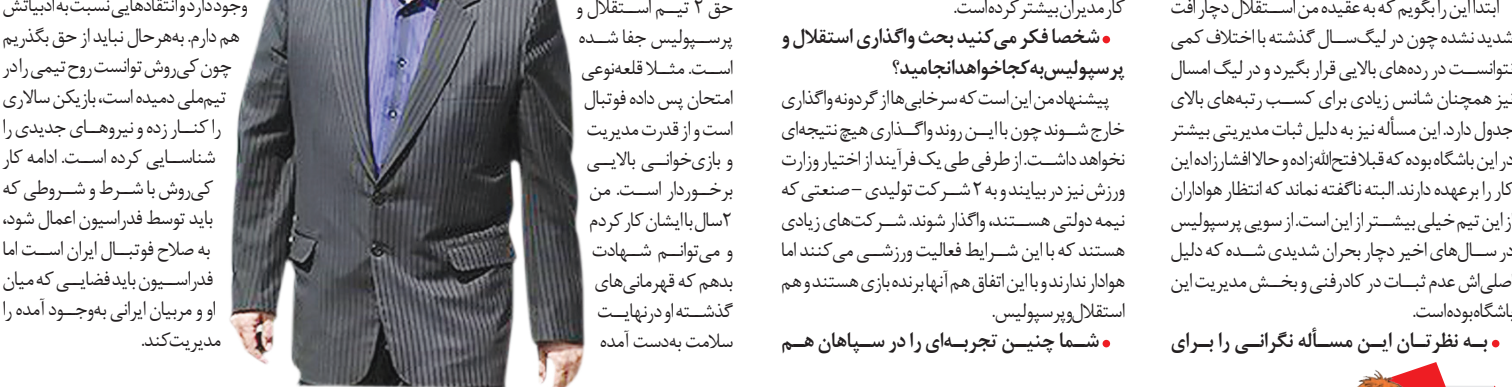 ابتدا این را بگویم که به عقیده من استقلال دچار افت
شدید نشده چون در لیگ سال گذشته با اختلاف کمی
نتوانست در رده‌های بالایی قرار بگیرد و در لیگ امسال
نیز همچنان شانس زیادی برای کسب رتبه‌های بالای
جدول دارد. این مسأله نیز به دلیل ثبات مدیریتی بیشتر
در این باشگاه بوده که قبلا فتح‌الله‌زاده و حالا افشارزاده این
کار را برعهده دارند. البته ناگفته نماند که انتظار هواداران
از این تیم خیلی بیشتر از این است. از سویی پرسپولیس
در سال‌های اخیر دچار بحران شدیدی شده که دلیل
اصلی‌اش عدم ثبات در کادر فنی و بخش مدیریت این
باشگاه بوده است.
● به نظرتان این مسأله نگرانی را برای
کار مدیران بیشتر کرده است.
● شخصا فکر می‌کنید بحث واگذاری استقلال و
پرسپولیس به کجا خواهد انجامید؟
پیشنهاد من این است که سرخابی‌ها از گردونه واگذاری
خارج شوند چون با این روند واگذاری هیچ نتیجه‌ای
نخواهد داشت. از طرفی طی یک فرآیند از اختیار وزارت
ورزش نیز در بیایند و به ۲ شرکت تولیدی – صنعتی که
نیمه دولتی هستند، واگذار شوند. شرکت‌های زیادی
هستند که با این شرایط فعالیت ورزشی می‌کنند اما
هوادار ندارند و با این اتفاق هم آنها برنده بازی هستند و هم
استقلال و پرسپولیس.
● شما چنین تجربه‌ای را در سپاهان هم
حق ۲ تیم استقلال و
پرسپولیس جفا شده
است. مثلا قلعه‌نوعی
امتحان پس داده فوتبال
است و از قدرت مدیریت
و بازی‌خوانی بالایی
برخوردار است. من
۲سال با ایشان کار کردم
و می‌توانم شهادت
بدهم که قهرمانی‌های
گذشته او در نهایت
سلامت به‌دست آمده
وجود دارد و انتقادهایی نسبت به ادبیاتش
هم دارم. به‌هرحال نباید از حق بگذریم
چون کی‌روش توانست روح تیمی را در
تیم‌ملی دمیده است، بازیکن سالاری
را کنار زده و نیروهای جدیدی را
شناسایی کرده است. ادامه کار
کی‌روش با شرط و شروطی که
باید توسط فدراسیون اعمال شود،
به صلاح فوتبال ایران است اما
فدراسیون باید فضایی که میان
او و مربیان ایرانی به‌وجود آمده را
مدیریت کند.